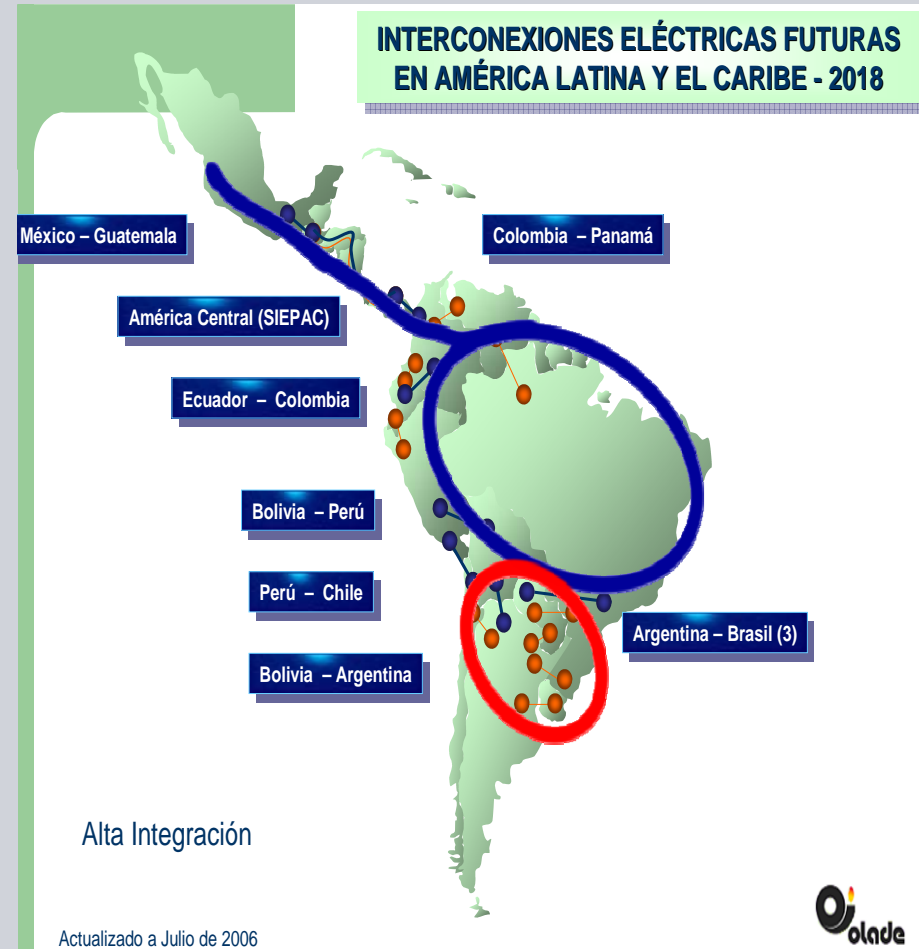 INTERCONEXIONES ELÉCTRICAS FUTURAS
EN AMÉRICA LATINA Y EL CARIBE - 2018
México – Guatemala
Colombia – Panamá
América Central (SIEPAC)
Ecuador – Colombia
Bolivia – Perú
Perú – Chile
Argentina – Brasil (3)
Bolivia – Argentina
Alta Integración
Actualizado a Julio de 2006
olade